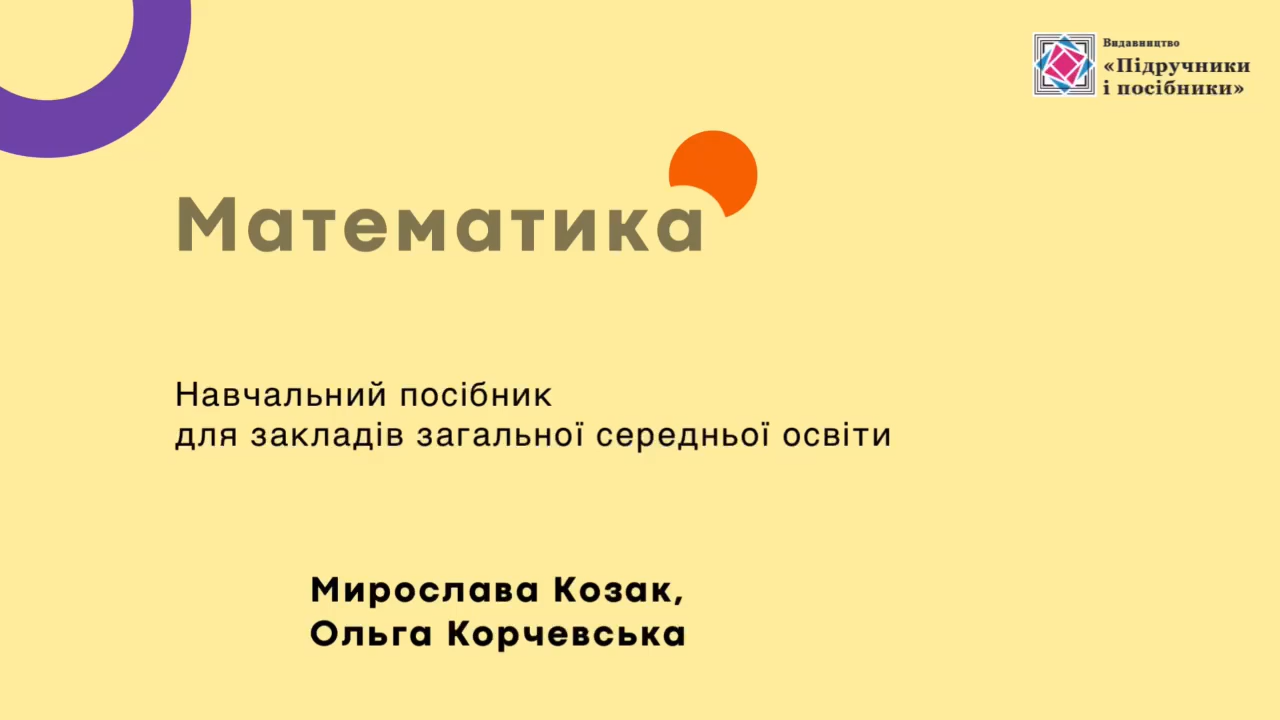 Видавництво
«Підручники
і посібники»
Математика
Навчальний посібник
для закладів загальної середньої освіти
Мирослава Козак,
Ольга Корчевська